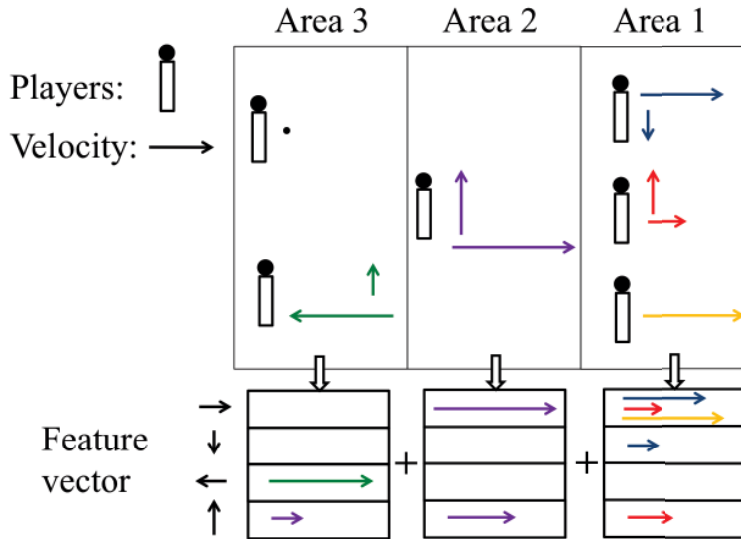 Area 3 Area 2 Area 1
Players:
Velocity:
Feature
vector
+ +